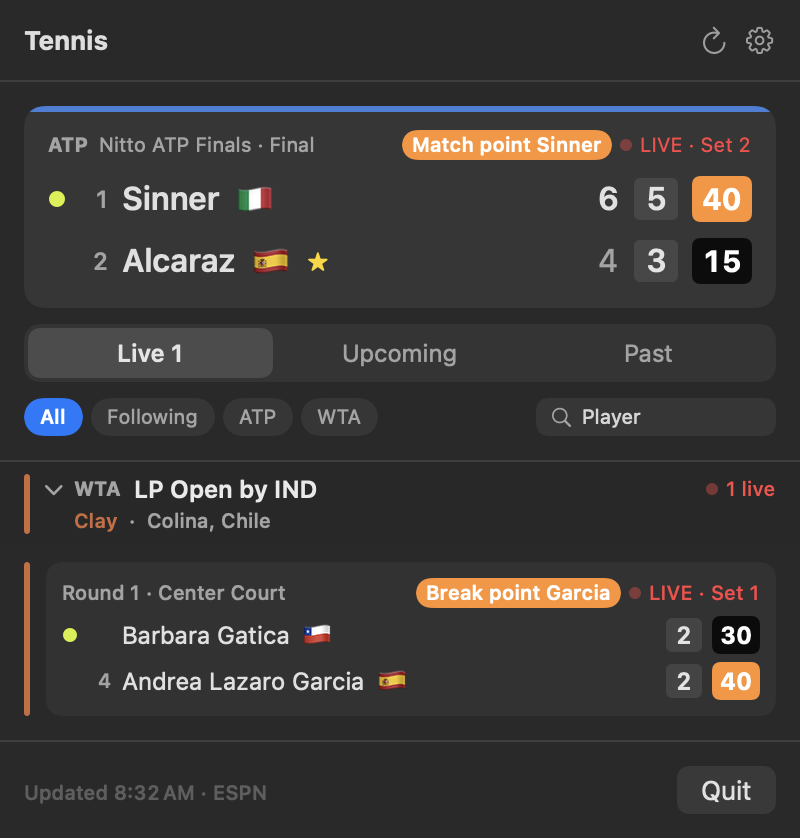 Tennis
ATP Nitto ATP Finals · Final Match point Sinner LIVE · Set 2
1 Sinner 6 5 40
2 Alcaraz 4 3 15
Live 1 Upcoming Past
All Following ATP WTA Player
WTA LP Open by IND 1 live
Clay · Colina, Chile
Round 1 · Center Court Break point Garcia LIVE · Set 1
Barbara Gatica 2 30
4 Andrea Lazaro Garcia 2 40
Updated 8:32 AM · ESPN Quit